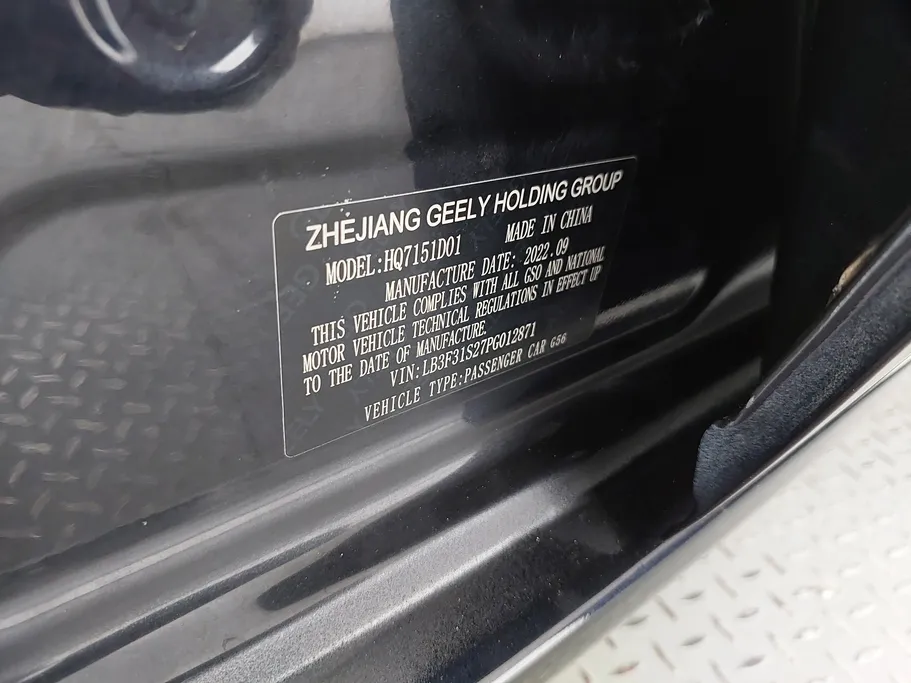 ZHEJIANG GEELY HOLDING GROUP
MODEL:HQ7151D01 MADE IN CHINA
MANUFACTURE DATE: 2022.09
THIS VEHICLE COMPLIES WITH ALL GSO AND NATIONAL
MOTOR VEHICLE TECHNICAL REGULATIONS IN EFFECT UP
TO THE DATE OF MANUFACTURE.
VIN:LB3F31S27PG012871
VEHICLE TYPE:PASSENGER CAR G56